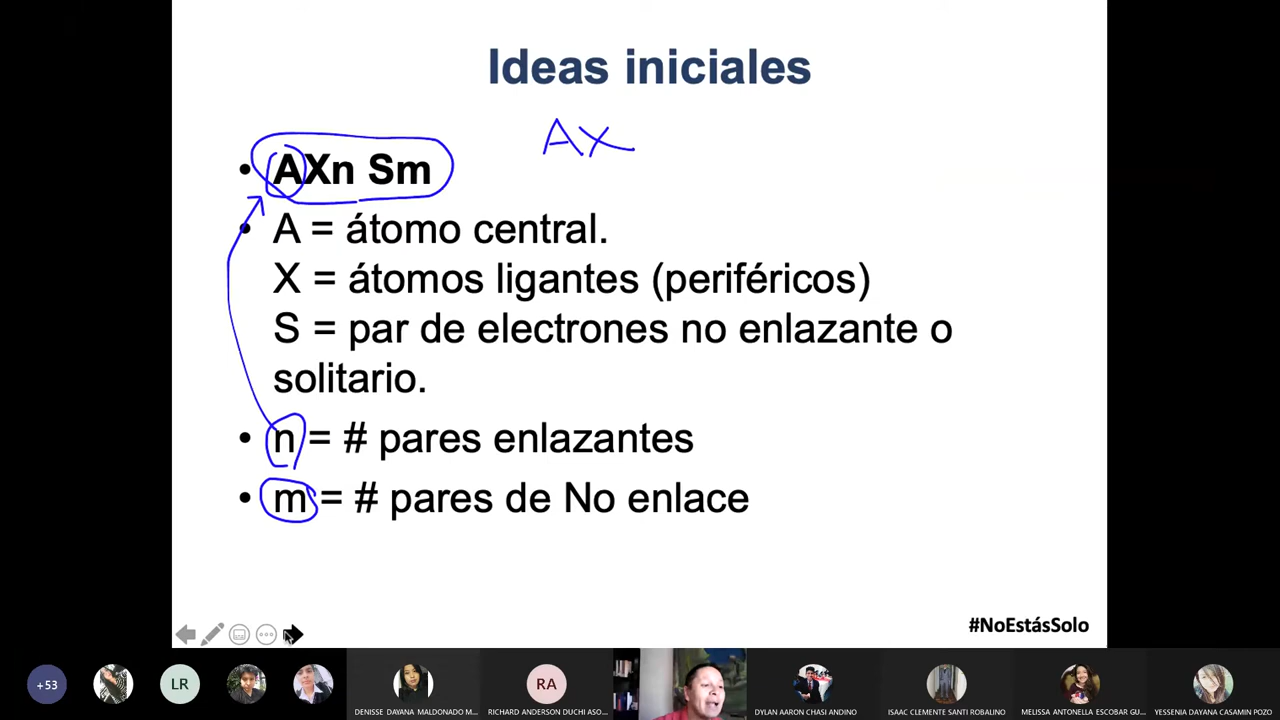 Ideas iniciales
AX
• AXn Sm
• A = átomo central.
X = átomos ligantes (periféricos)
S = par de electrones no enlazante o
solitario.
• n = # pares enlazantes
• m = # pares de No enlace
#NoEstásSolo
+53
LR
DENISSE DAYANA MALDONADO M...
RA
RICHARD ANDERSON DUCHI ASO...
DYLAN AARON CHASI ANDINO
ISAAC CLEMENTE SANTI ROBALINO
MELISSA ANTONELLA ESCOBAR GU...
YESSENIA DAYANA CASAMIN POZO